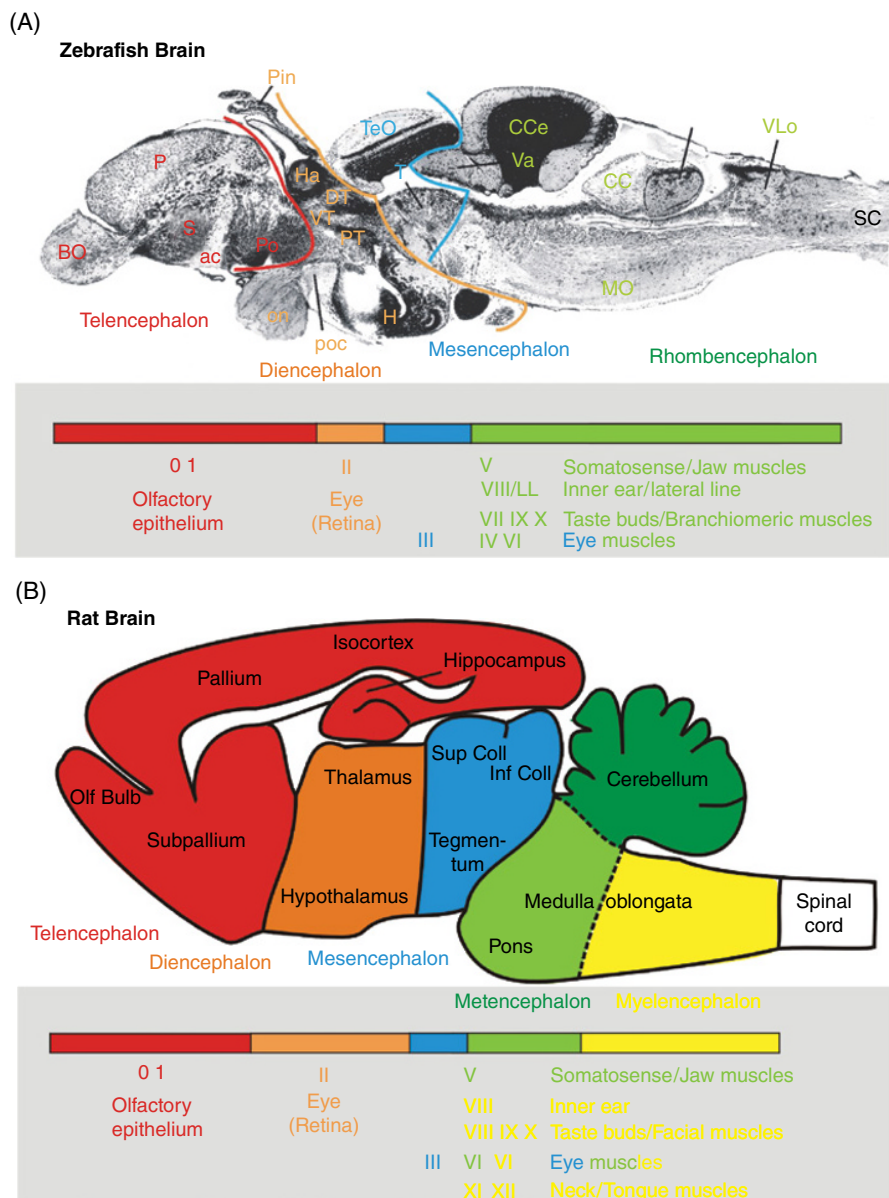 (A)
Zebrafish Brain
Pin
TeO
CCe
VLo
P
Va
Ha
T
CC
DT
S
VT
SC
BO
ac
Po
PT
MO
on
H
Telencephalon
poc
Mesencephalon
Rhombencephalon
Diencephalon
0 1
II
V Somatosense/Jaw muscles
VIII/LL Inner ear/lateral line
Olfactory
epithelium
Eye
(Retina)
VII IX X Taste buds/Branchiomeric muscles
III IV VI Eye muscles
(B)
Rat Brain
Isocortex
Hippocampus
Pallium
Sup Coll
Inf Coll
Thalamus
Cerebellum
Olf Bulb
Subpallium
Tegmen-
tum
Hypothalamus
Medulla oblongata
Spinal
cord
Pons
Telencephalon
Diencephalon
Mesencephalon
Metencephalon
Myelencephalon
0 1
II
V Somatosense/Jaw muscles
Olfactory
epithelium
Eye
(Retina)
VIII Inner ear
VIII IX X Taste buds/Facial muscles
III VI VI Eye muscles
XI XII Neck/Tongue muscles